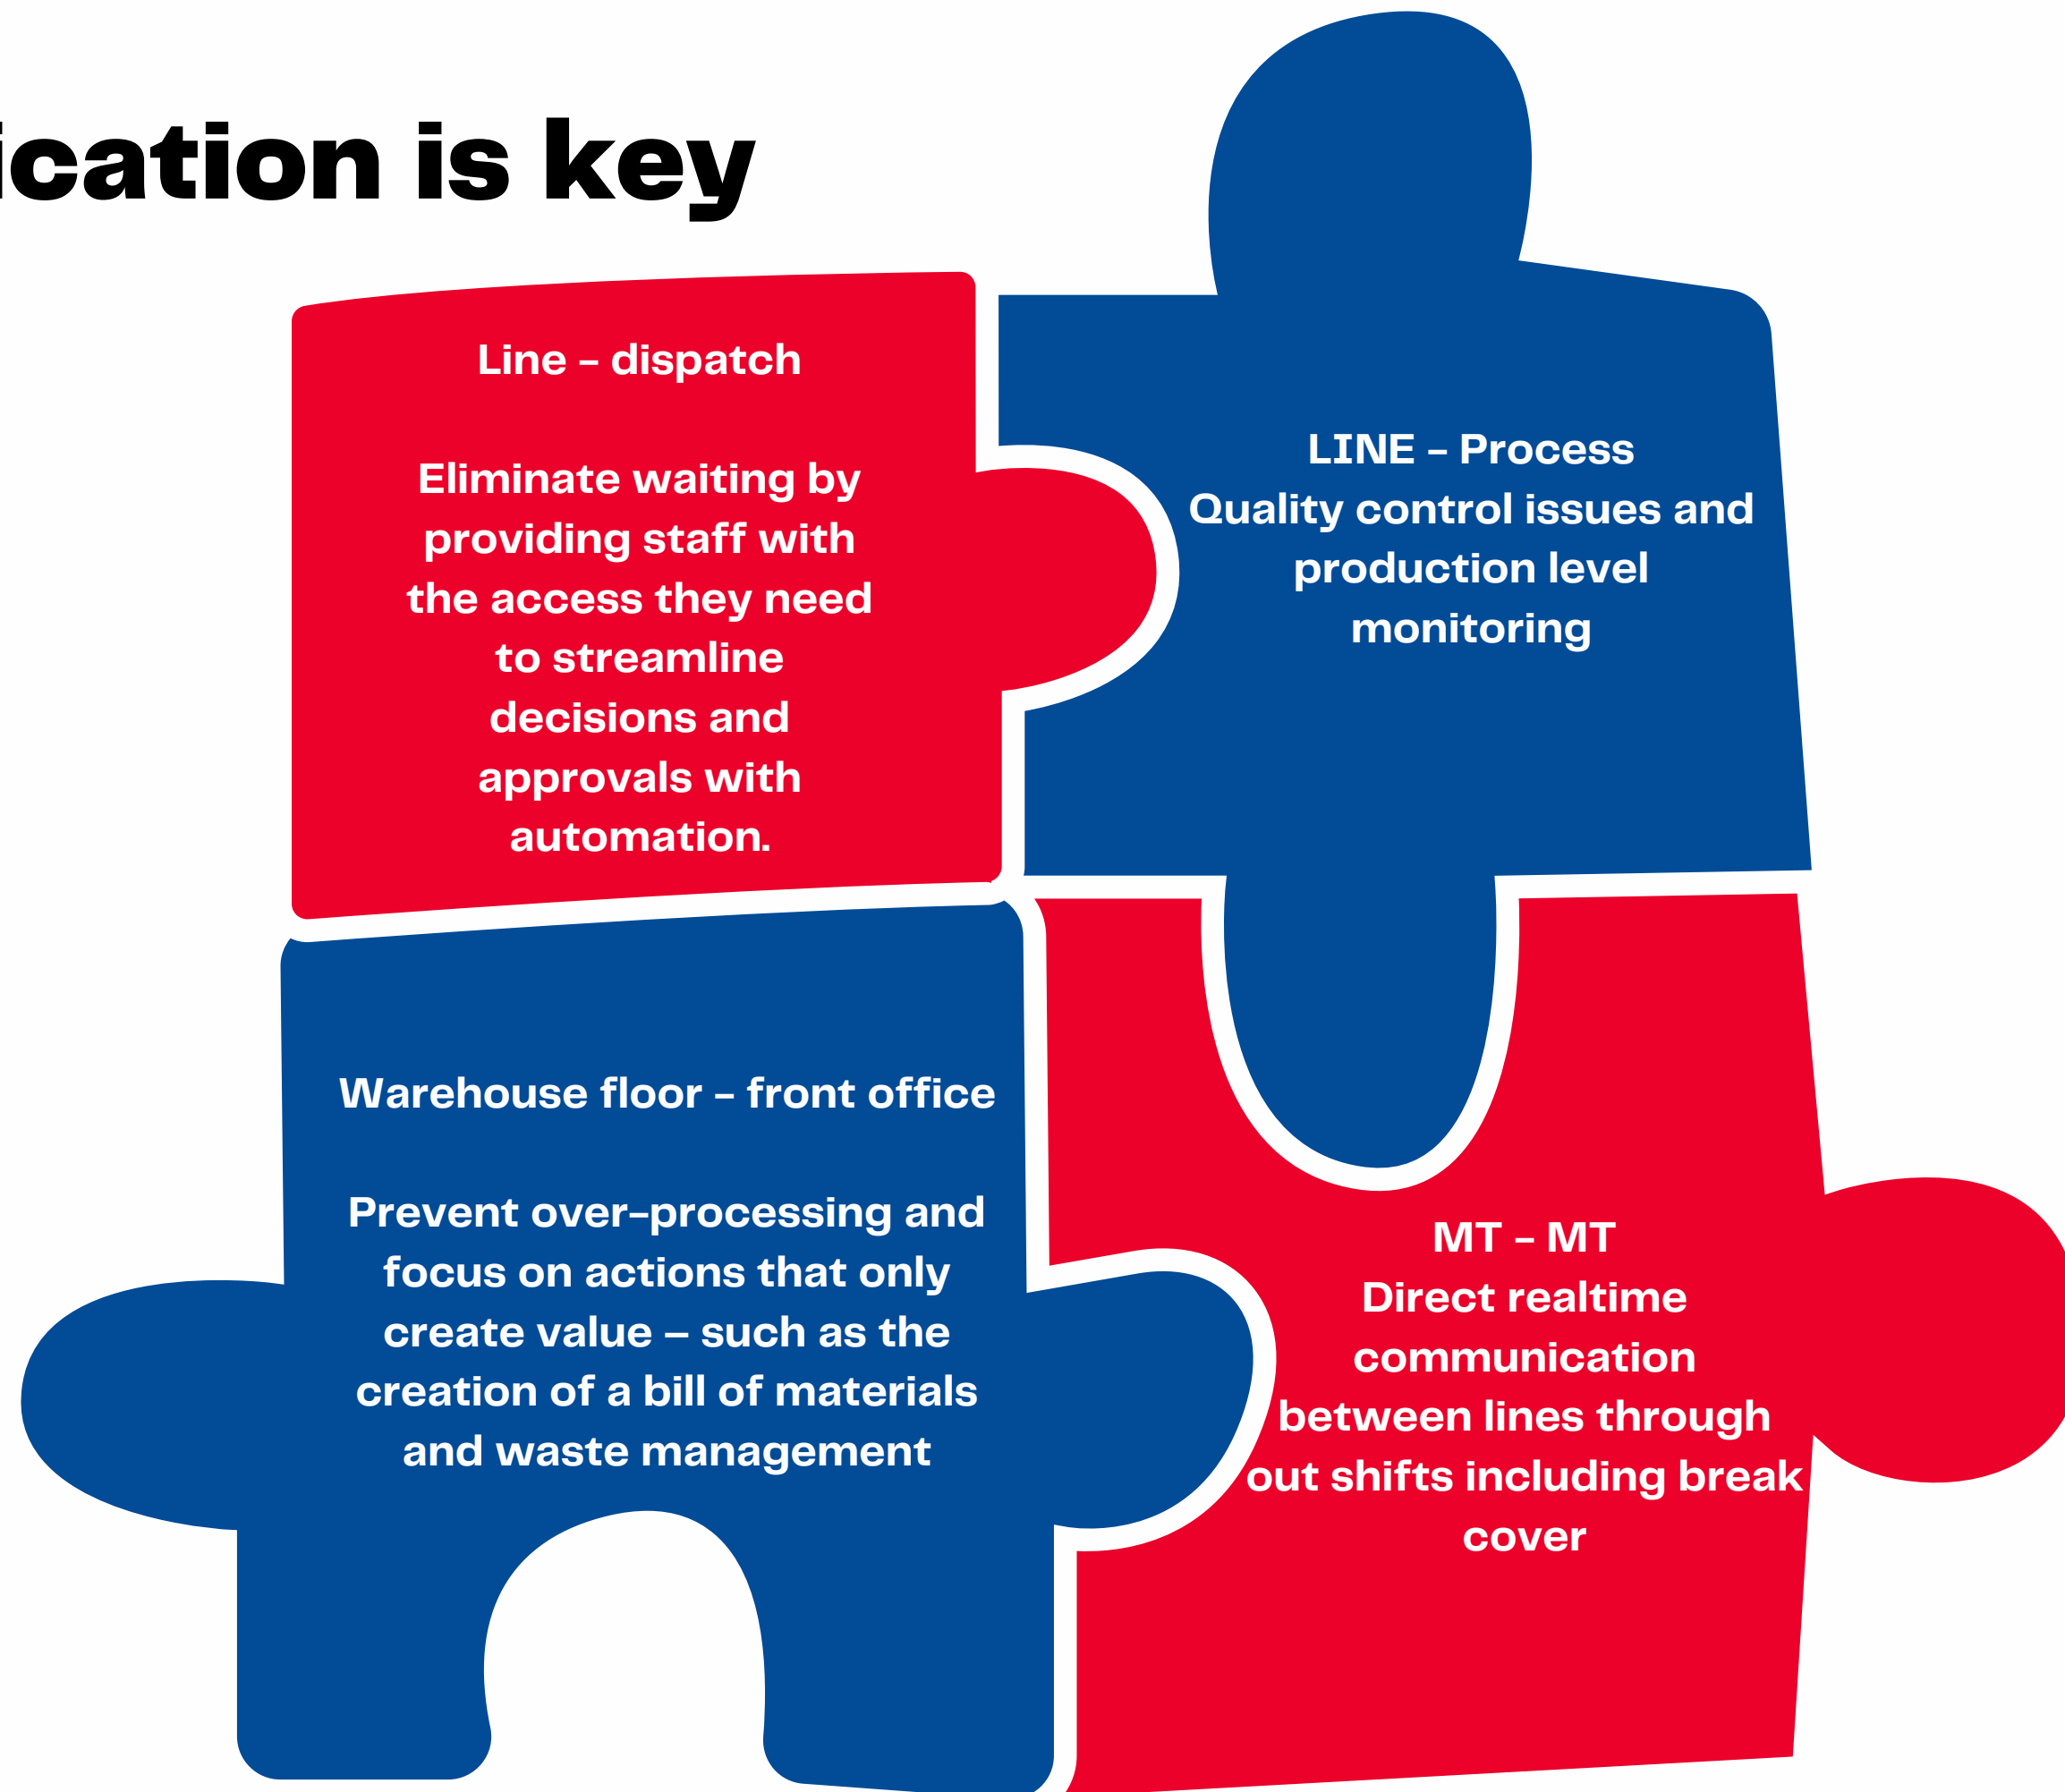 ication is key
Line – dispatch
Eliminate waiting by
providing staff with
the access they need
to streamline
decisions and
approvals with
automation.
LINE – Process
Quality control issues and
production level
monitoring
Warehouse floor – front office
Prevent over-processing and
focus on actions that only
create value – such as the
creation of a bill of materials
and waste management
MT – MT
Direct realtime
communication
between lines through
out shifts including break
cover